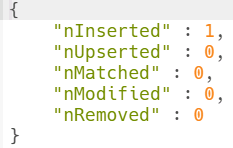 {
"nInserted" : 1,
"nUpserted" : 0,
"nMatched" : 0,
"nModified" : 0,
"nRemoved" : 0
}